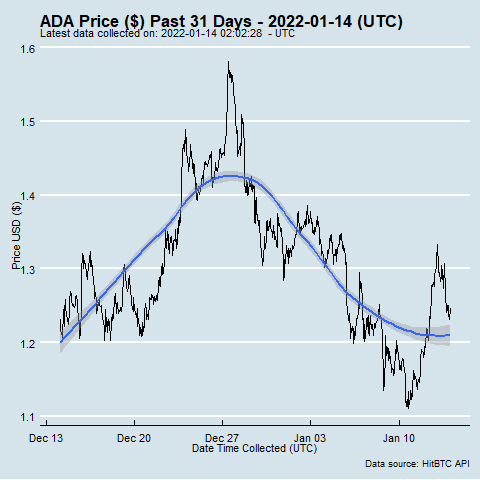 ADA Price ($) Past 31 Days - 2022-01-14 (UTC)
Latest data collected on: 2022-01-14 02:02:28 - UTC
1.6
1.5
1.4
1.3
1.2
1.1
Price USD ($)
Dec 13 Dec 20 Dec 27 Jan 03 Jan 10
Date Time Collected (UTC)
Data source: HitBTC API